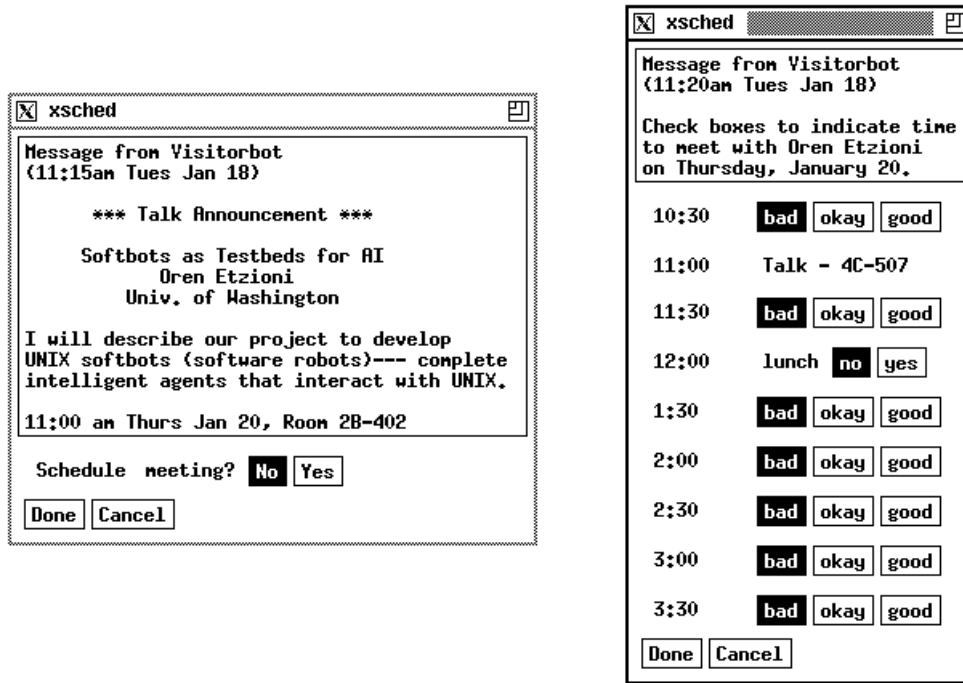 xsched
Message from Visitorbot
(11:15am Tues Jan 18)
*** Talk Announcement ***
Softbots as Testbeds for AI
Oren Etzioni
Univ. of Washington
I will describe our project to develop
UNIX softbots (software robots)--- complete
intelligent agents that interact with UNIX.
11:00 am Thurs Jan 20, Room 2B-402
Schedule meeting? No Yes
Done Cancel
xsched
Message from Visitorbot
(11:20am Tues Jan 18)
Check boxes to indicate time
to meet with Oren Etzioni
on Thursday, January 20.
10:30 bad okay good
11:00 Talk - 4C-507
11:30 bad okay good
12:00 lunch no yes
1:30 bad okay good
2:00 bad okay good
2:30 bad okay good
3:00 bad okay good
3:30 bad okay good
Done Cancel